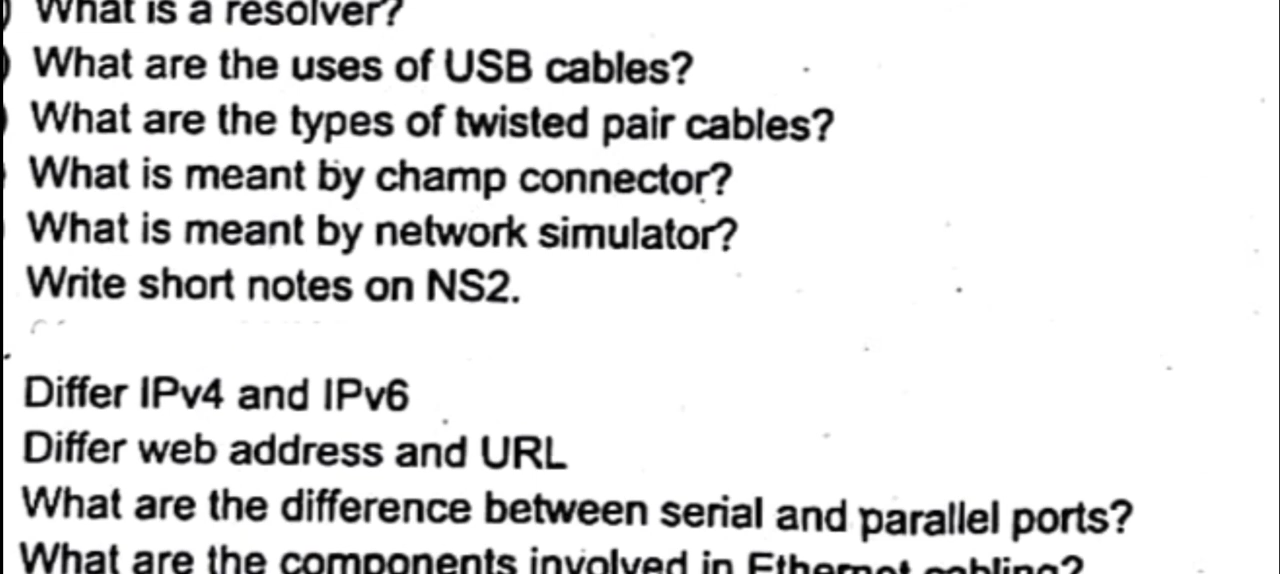 What is a resolver?
What are the uses of USB cables?
What are the types of twisted pair cables?
What is meant by champ connector?
What is meant by network simulator?
Write short notes on NS2.
Differ IPv4 and IPv6
Differ web address and URL
What are the difference between serial and parallel ports?
What are the components involved in Ethernet cabling?